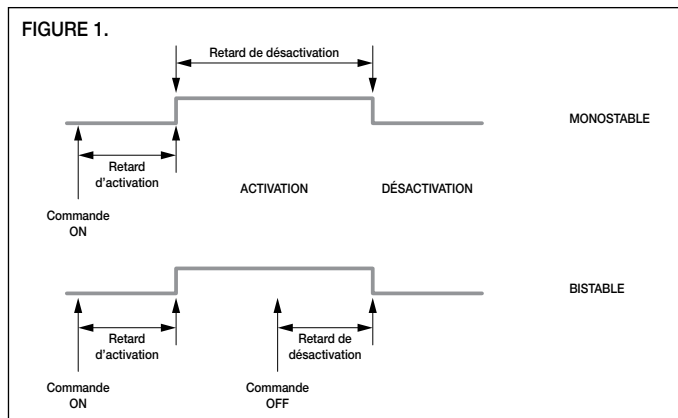 FIGURE 1.
Retard de désactivation
MONOSTABLE
Retard
d'activation
ACTIVATION
DÉSACTIVATION
Commande
ON
BISTABLE
Retard
d'activation
Retard de
désactivation
Commande
ON
Commande
OFF